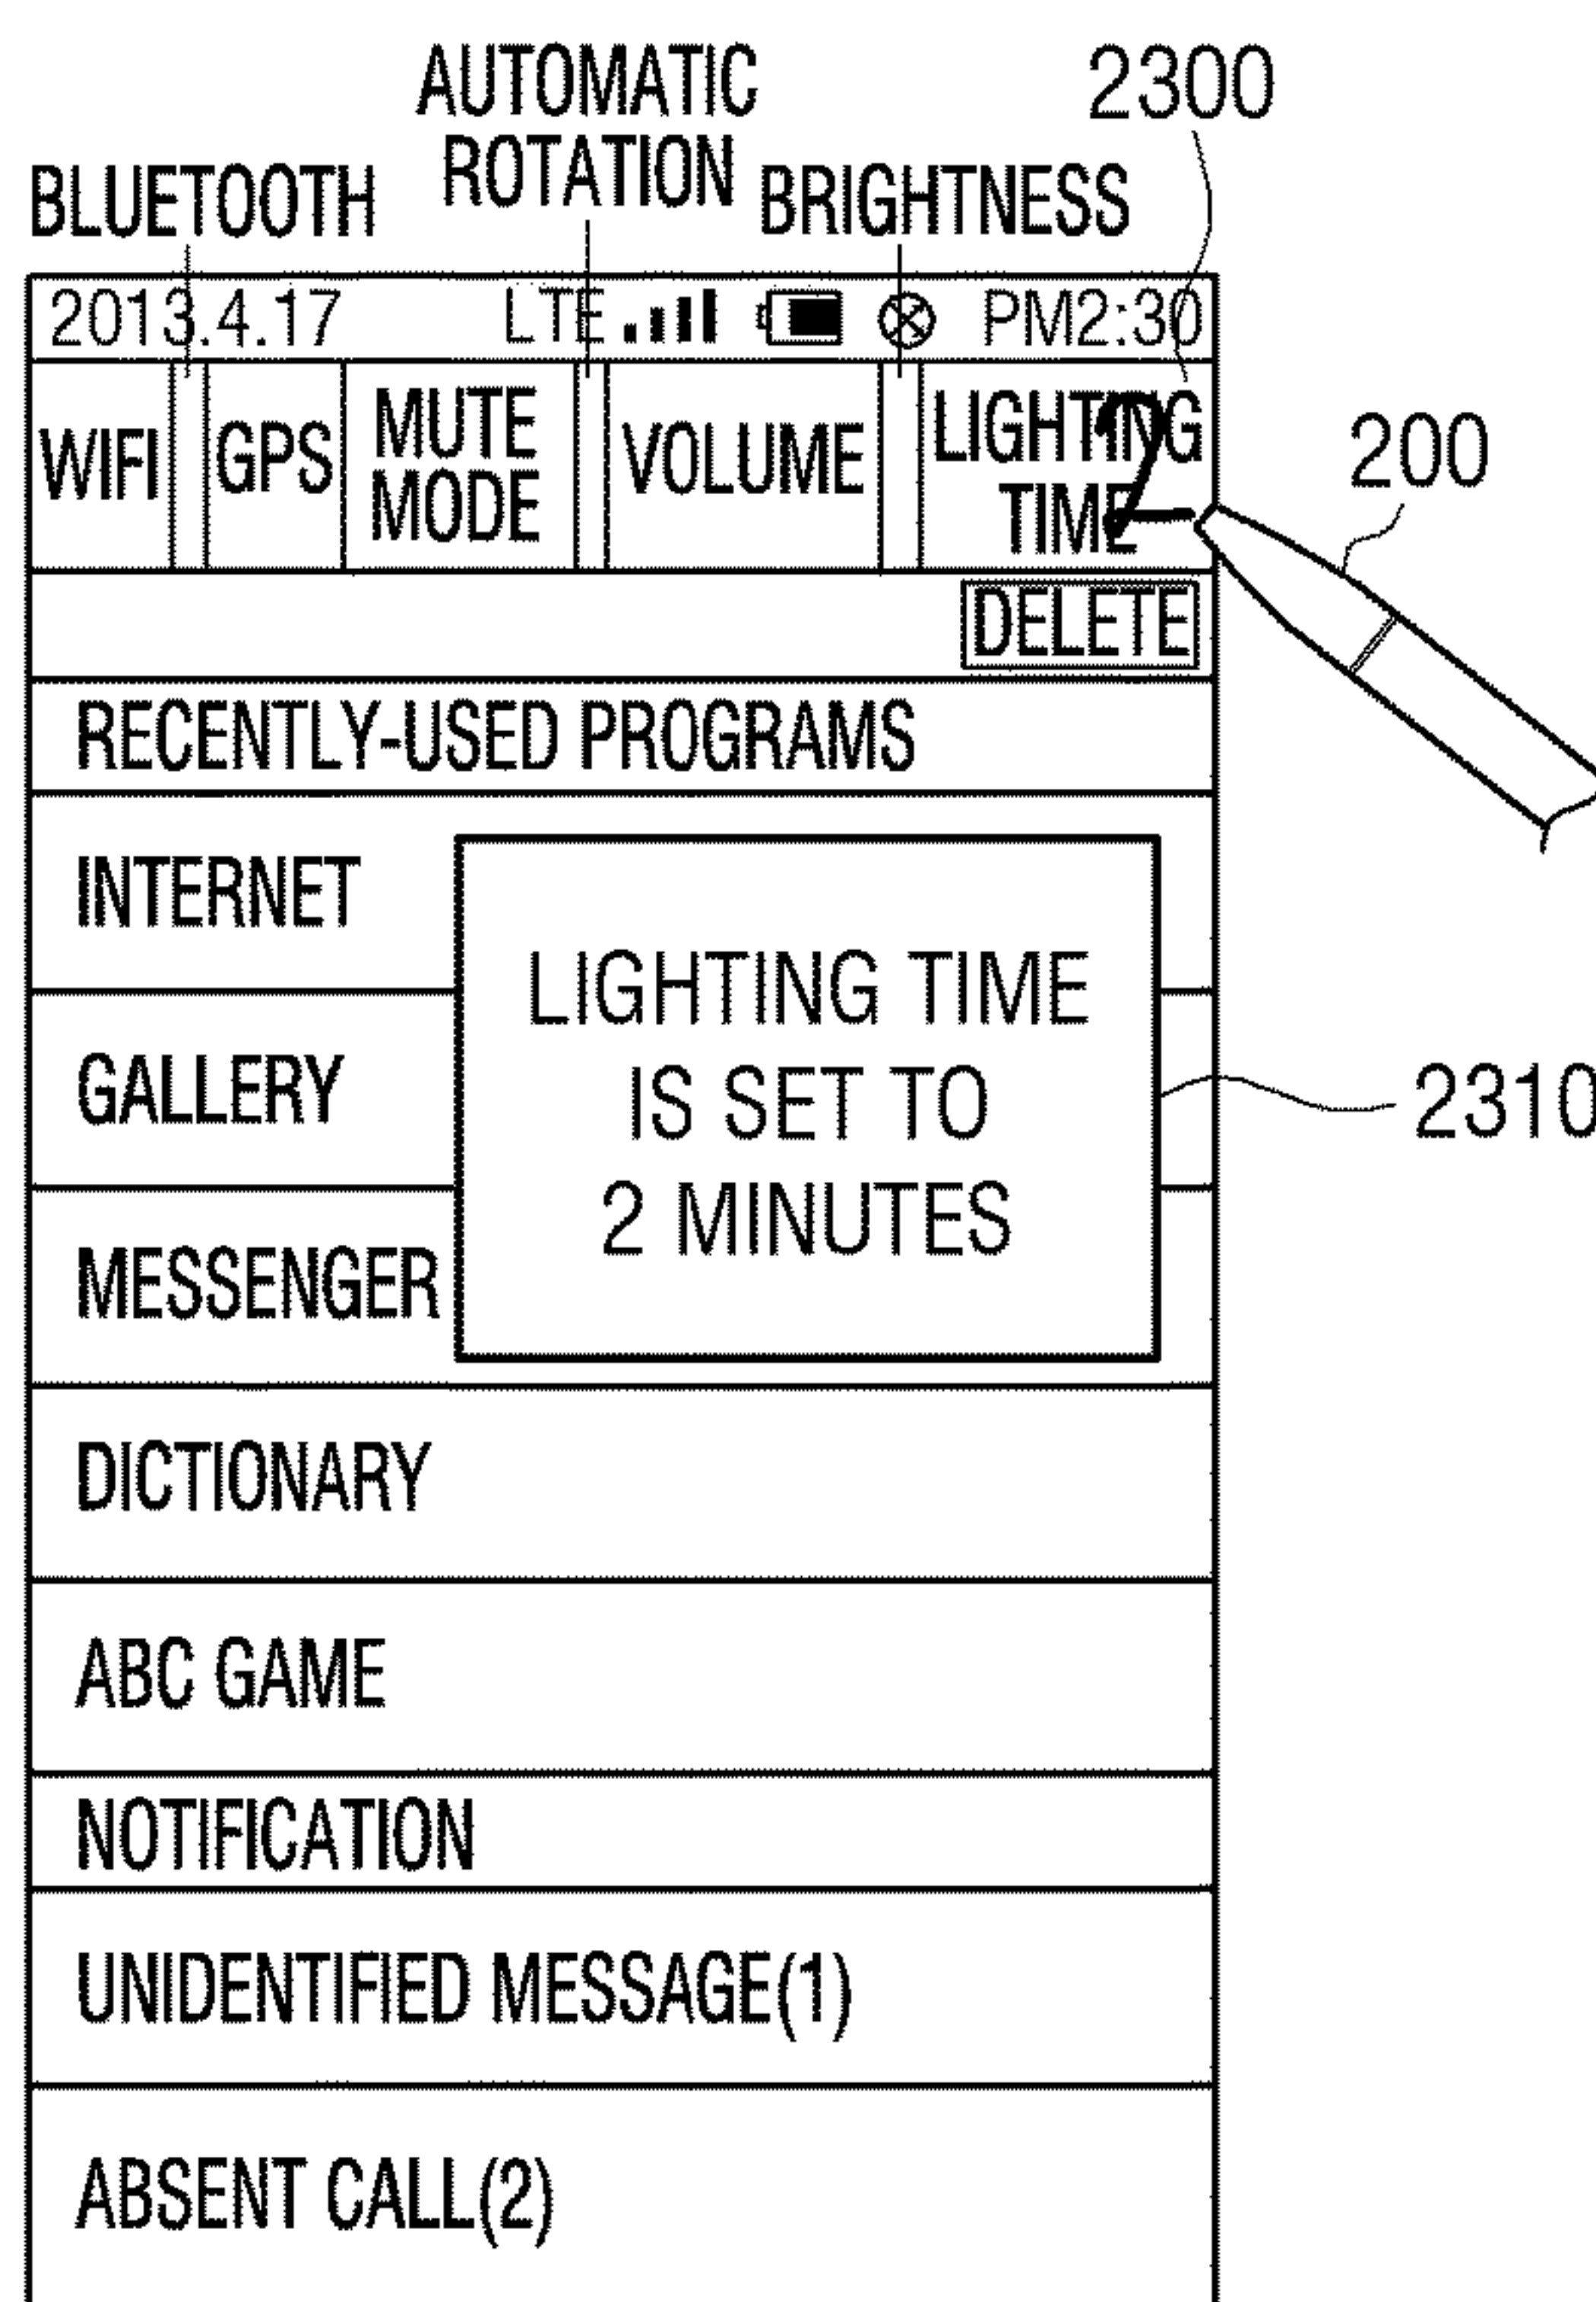 AUTOMATIC
ROTATION
2300
BLUETOOTH
BRIGHTNESS
2013.4.17 LTE PM2:30
WIFI GPS MUTE MODE VOLUME LIGHTING TIME
2
200
DELETE
RECENTLY-USED PROGRAMS
INTERNET
LIGHTING TIME
IS SET TO
2 MINUTES
2310
GALLERY
MESSENGER
DICTIONARY
ABC GAME
NOTIFICATION
UNIDENTIFIED MESSAGE(1)
ABSENT CALL(2)